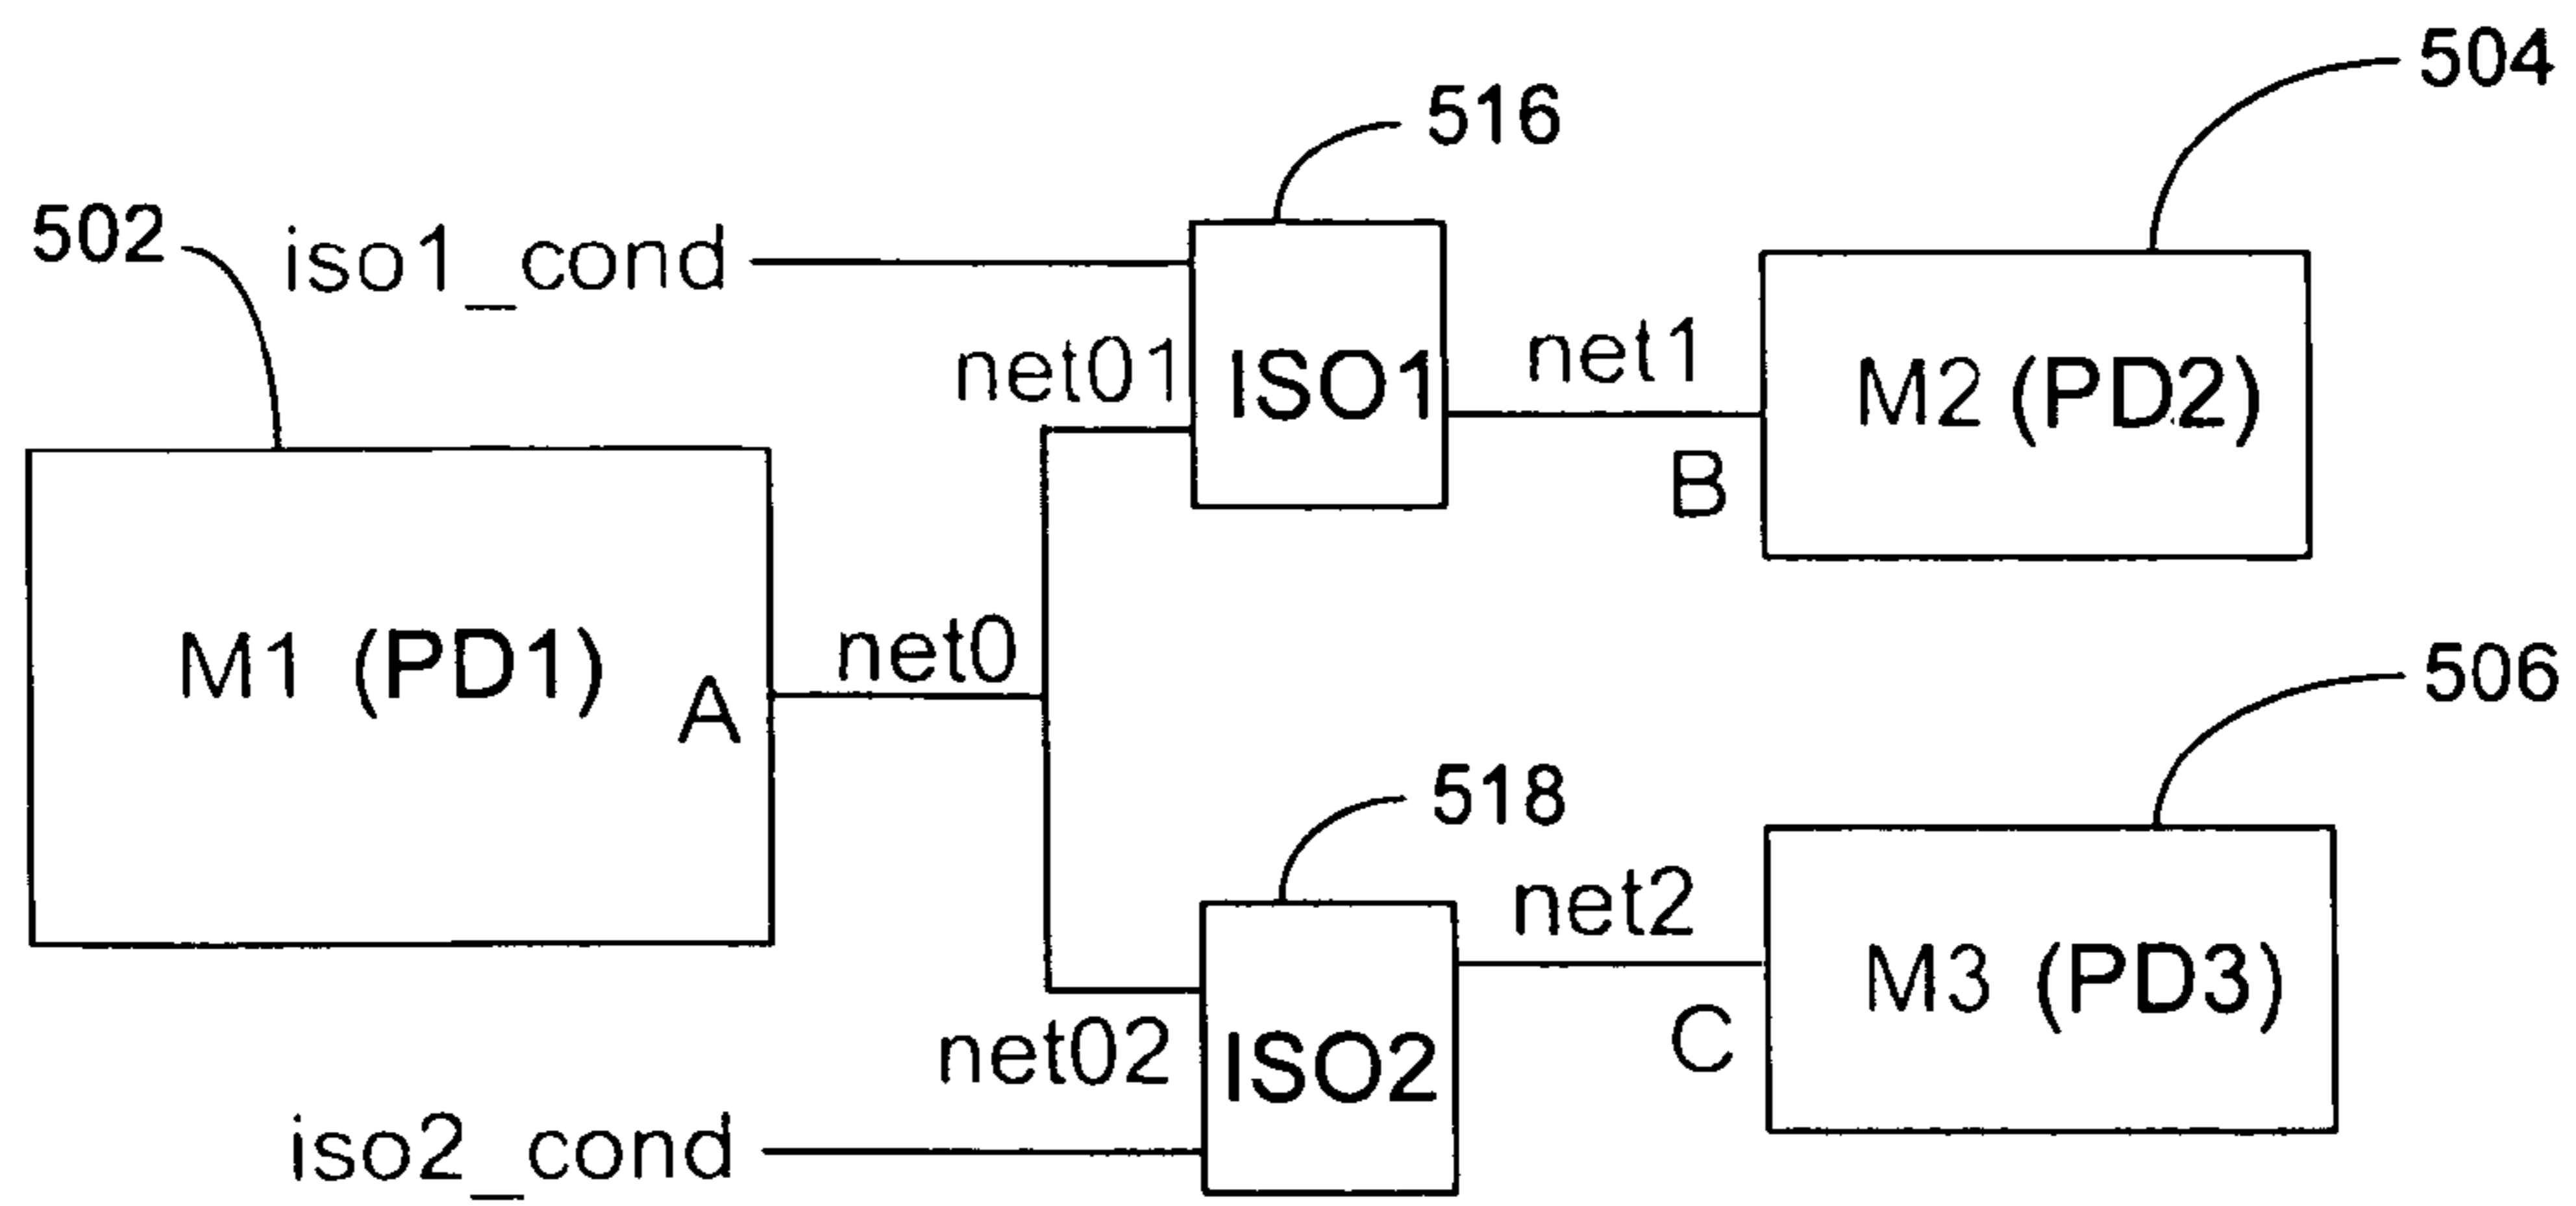 504
516
502
iso1_cond
net01
ISO1
net1
M2 (PD2)
B
M1 (PD1)
A
net0
506
518
net2
M3 (PD3)
C
net02
ISO2
iso2_cond